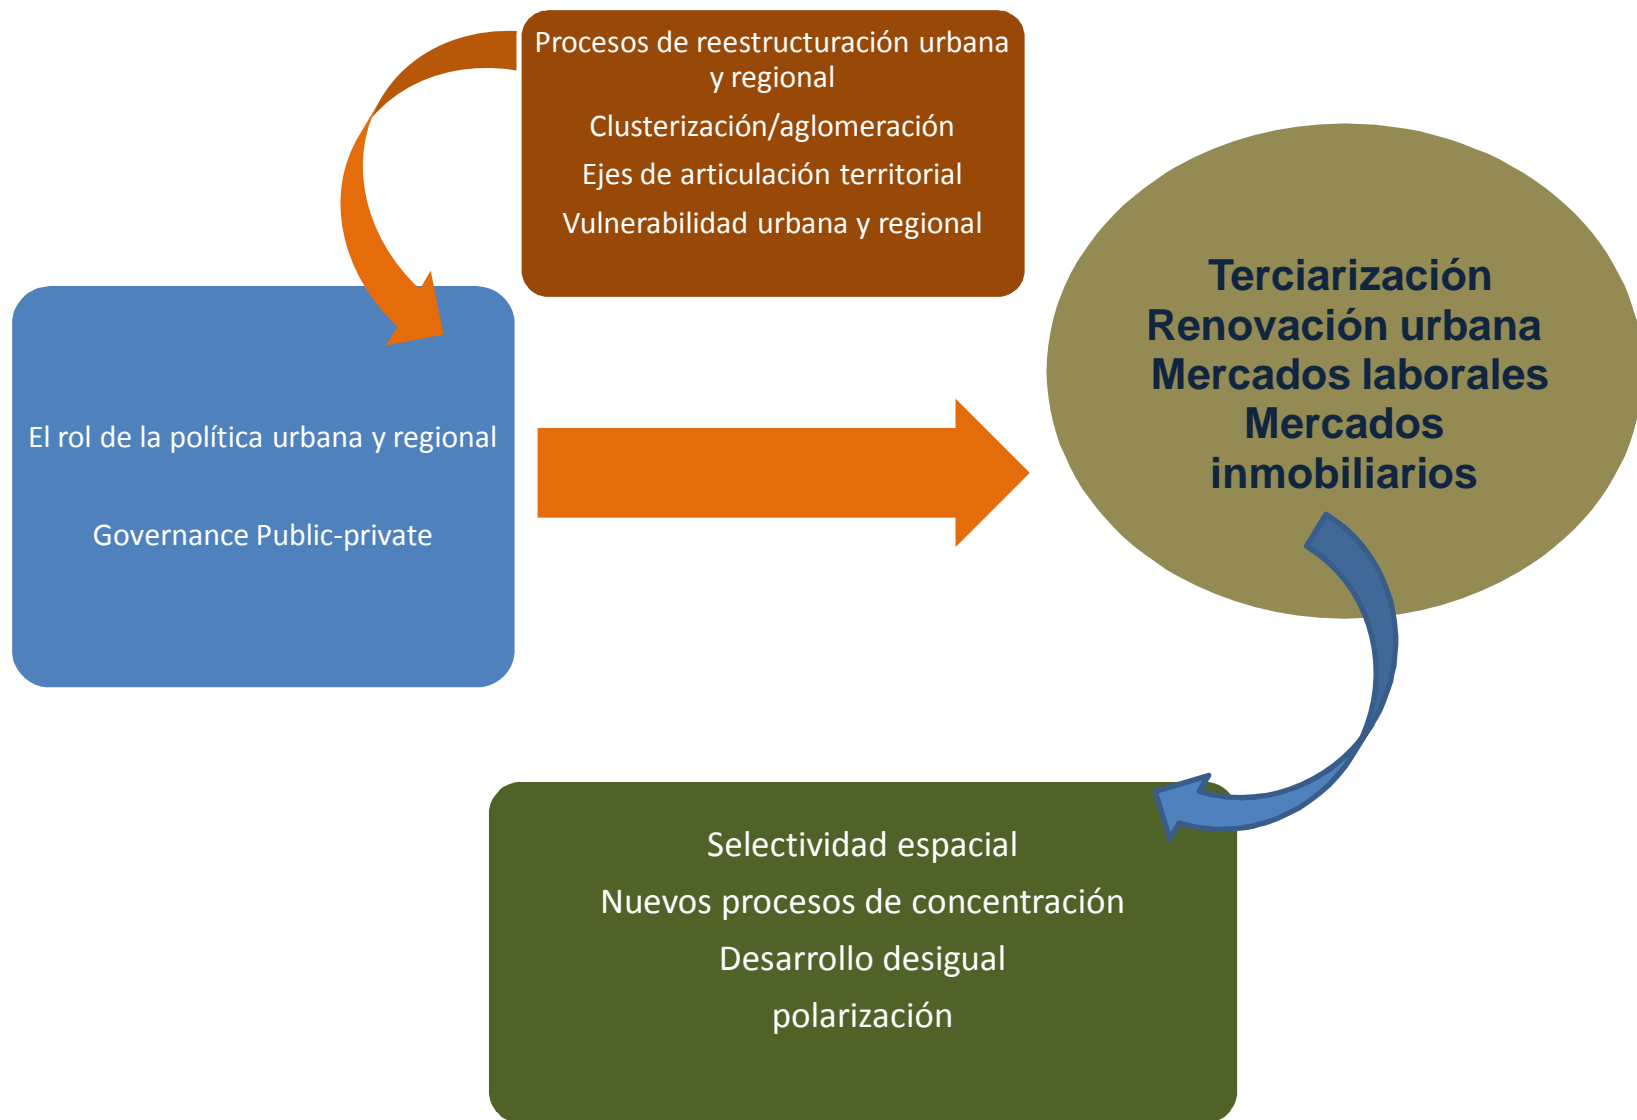 Procesos de reestructuración urbana
y regional
Clusterización/aglomeración
Ejes de articulación territorial
Vulnerabilidad urbana y regional
El rol de la política urbana y regional
Governance Public-private
Terciarización
Renovación urbana
Mercados laborales
Mercados
inmobiliarios
Selectividad espacial
Nuevos procesos de concentración
Desarrollo desigual
polarización